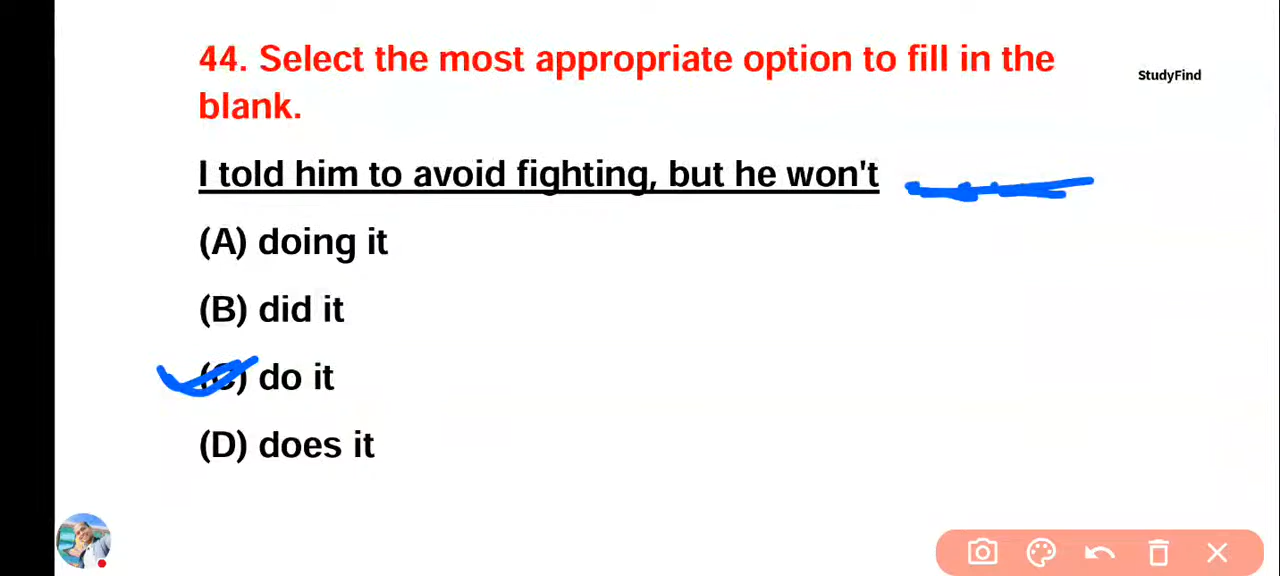 44. Select the most appropriate option to fill in the
blank.
StudyFind
I told him to avoid fighting, but he won't
(A) doing it
(B) did it
(C) do it
(D) does it